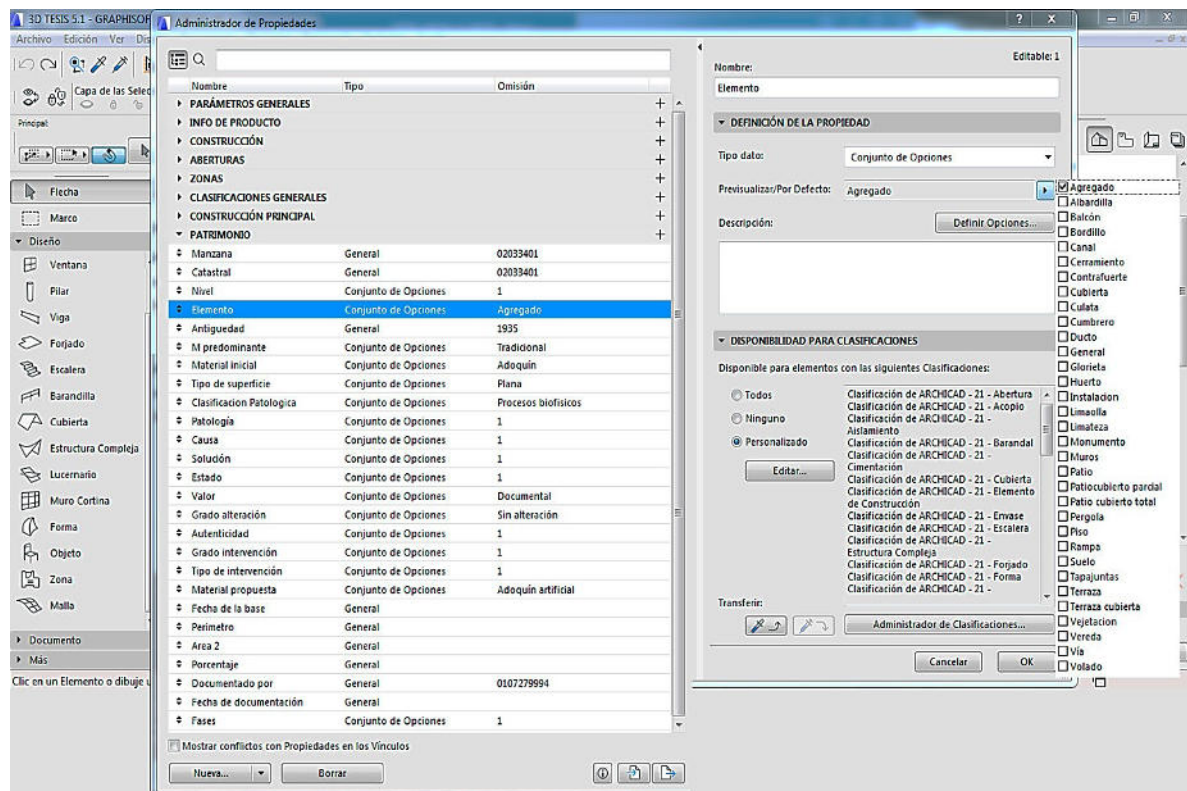 3D TESIS 5.1 - GRAPHISOF
Archivo Edición Ver Dis
Capa de las Selec
Principal:
Flecha
Marco
Diseño
Ventana
Pilar
Viga
Forjado
Escalera
Barandilla
Cubierta
Estructura Compleja
Lucernario
Muro Cortina
Forma
Objeto
Zona
Malla
Documento
Más
Clic en un Elemento o dibuje u
Administrador de Propiedades
Nombre Tipo Omisión
PARÁMETROS GENERALES
INFO DE PRODUCTO
CONSTRUCCIÓN
ABERTURAS
ZONAS
CLASIFICACIONES GENERALES
CONSTRUCCIÓN PRINCIPAL
PATRIMONIO
Manzana General 02033401
Catastral General 02033401
Nivel Conjunto de Opciones 1
Elemento Conjunto de Opciones Agregado
Antiguedad General 1935
M predominante Conjunto de Opciones Tradicional
Material inicial Conjunto de Opciones Adoquín
Tipo de superficie Conjunto de Opciones Plana
Clasificacion Patologica Conjunto de Opciones Procesos biofisicos
Patología Conjunto de Opciones 1
Causa Conjunto de Opciones 1
Solución Conjunto de Opciones 1
Estado Conjunto de Opciones 1
Valor Conjunto de Opciones Documental
Grado alteración Conjunto de Opciones Sin alteración
Autenticidad Conjunto de Opciones 1
Grado intervención Conjunto de Opciones 1
Tipo de intervención Conjunto de Opciones 1
Material propuesta Conjunto de Opciones Adoquín artificial
Fecha de la base General
Perimetro General
Area 2 General
Porcentaje General
Documentado por General 0107279994
Fecha de documentación General
Fases Conjunto de Opciones 1
Mostrar conflictos con Propiedades en los Vínculos
Nueva... Borrar
Editable: 1
Nombre:
Elemento
DEFINICIÓN DE LA PROPIEDAD
Tipo dato: Conjunto de Opciones
Previsualizar/Por Defecto: Agregado
Descripción: Definir Opciones...
DISPONIBILIDAD PARA CLASIFICACIONES
Disponible para elementos con las siguientes Clasificaciones:
Todos
Ninguno
Personalizado
Editar...
Clasificación de ARCHICAD - 21 - Abertura
Clasificación de ARCHICAD - 21 - Acopio
Clasificación de ARCHICAD - 21 -
Aislamiento
Clasificación de ARCHICAD - 21 - Barandal
Clasificación de ARCHICAD - 21 -
Cimentación
Clasificación de ARCHICAD - 21 - Cubierta
Clasificación de ARCHICAD - 21 - Elemento
de Construcción
Clasificación de ARCHICAD - 21 - Envase
Clasificación de ARCHICAD - 21 - Escalera
Clasificación de ARCHICAD - 21 -
Estructura Compleja
Clasificación de ARCHICAD - 21 - Forjado
Clasificación de ARCHICAD - 21 - Forma
Clasificación de ARCHICAD - 21 -
Transferir:
Administrador de Clasificaciones...
Cancelar OK
Agregado
Albardilla
Balcón
Bordillo
Canal
Cerramiento
Contrafuerte
Cubierta
Culata
Cumbrero
Ducto
General
Glorieta
Huerto
Instalacion
Limaolla
Limateza
Monumento
Muros
Patio
Patiocubierto parcial
Patio cubierto total
Pergola
Piso
Rampa
Suelo
Tapajuntas
Terraza
Terraza cubierta
Vejetacion
Vereda
Vía
Volado